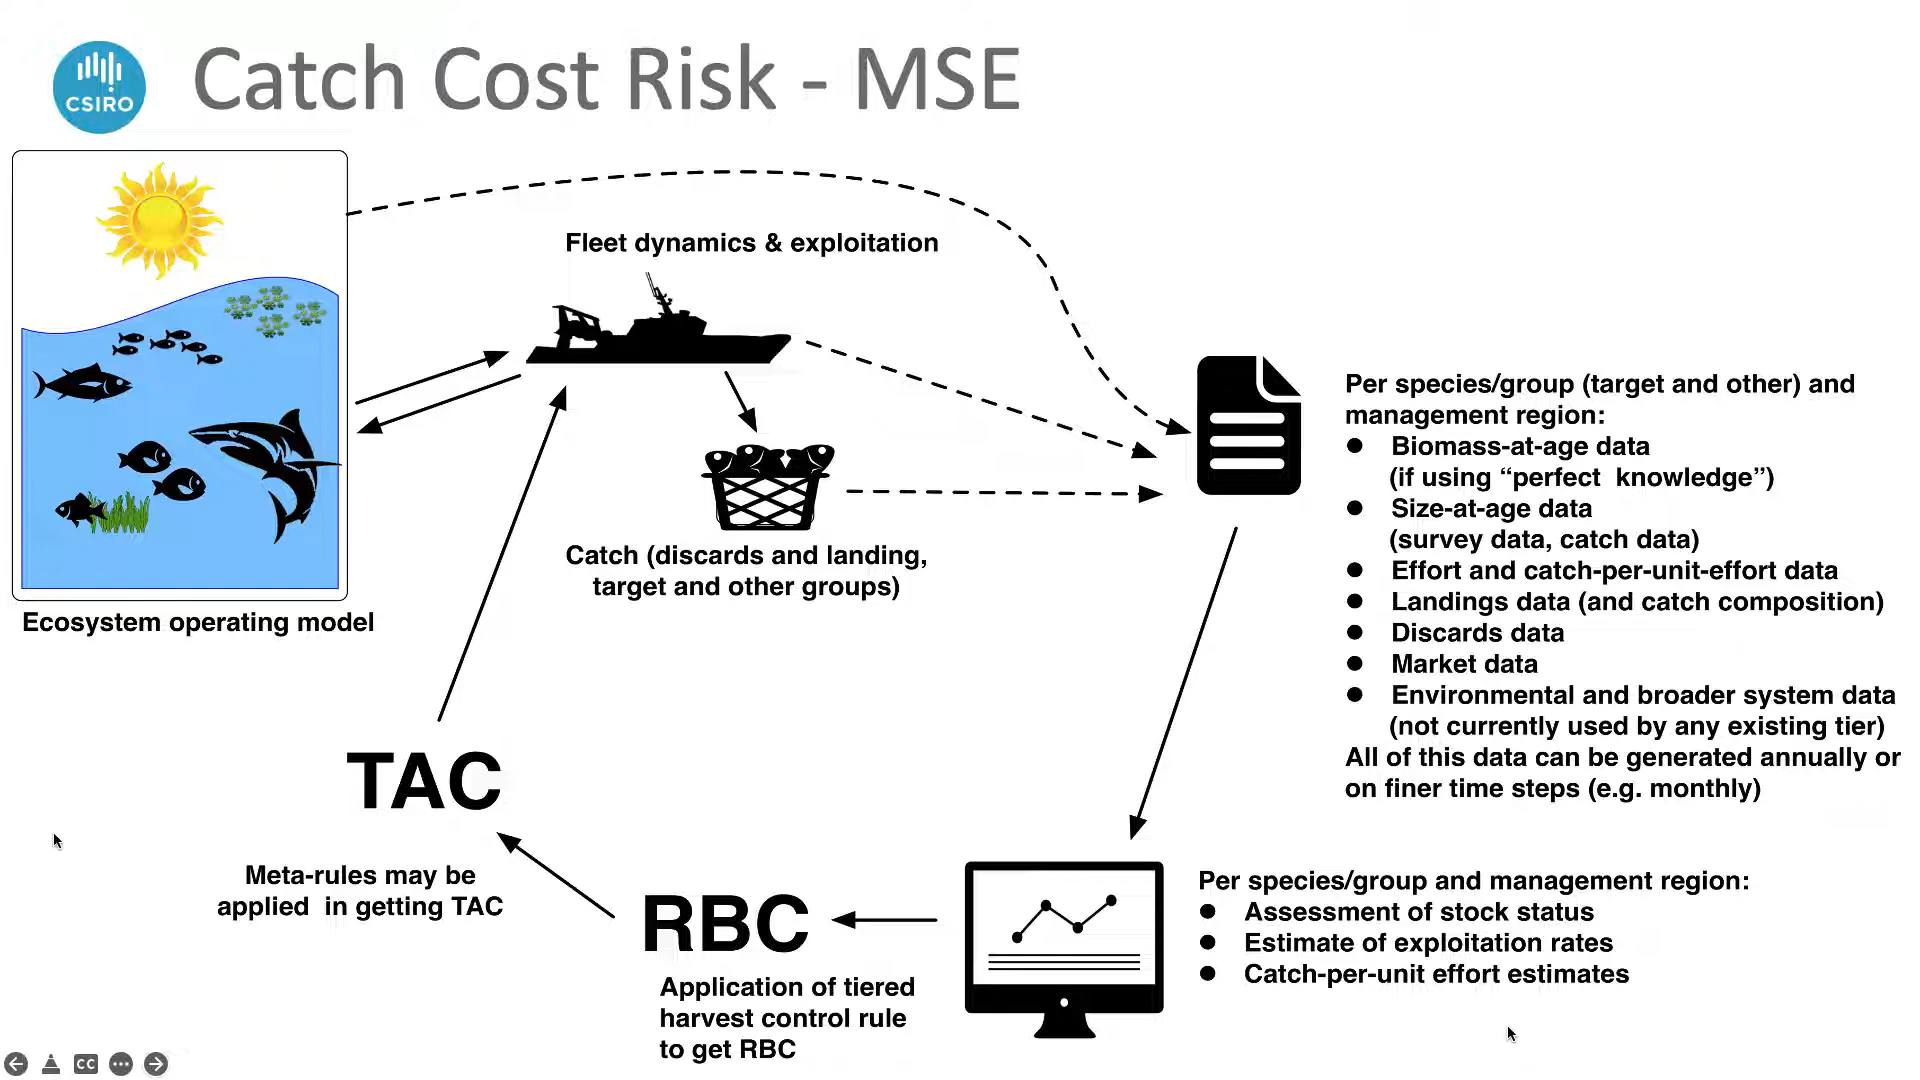 CSIRO
Catch Cost Risk - MSE
Fleet dynamics & exploitation
Ecosystem operating model
Catch (discards and landing,
target and other groups)
Per species/group (target and other) and
management region:
● Biomass-at-age data
(if using “perfect knowledge”)
● Size-at-age data
(survey data, catch data)
● Effort and catch-per-unit-effort data
● Landings data (and catch composition)
● Discards data
● Market data
● Environmental and broader system data
(not currently used by any existing tier)
All of this data can be generated annually or
on finer time steps (e.g. monthly)
TAC
Meta-rules may be
applied in getting TAC
RBC
Application of tiered
harvest control rule
to get RBC
Per species/group and management region:
● Assessment of stock status
● Estimate of exploitation rates
● Catch-per-unit effort estimates
CC